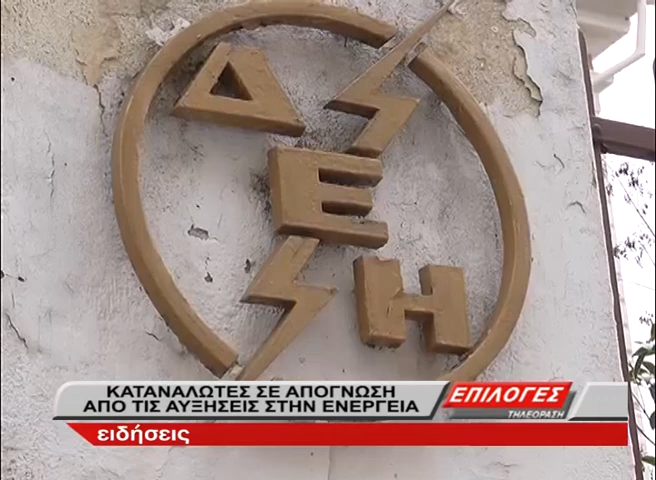 ΔΕΗ
ΚΑΤΑΝΑΛΩΤΕΣ ΣΕ ΑΠΟΓΝΩΣΗ
ΑΠΟ ΤΙΣ ΑΥΞΗΣΕΙΣ ΣΤΗΝ ΕΝΕΡΓΕΙΑ
ΕΠΙΛΟΓΕΣ
ΤΗΛΕΟΡΑΣΗ
ειδήσεις